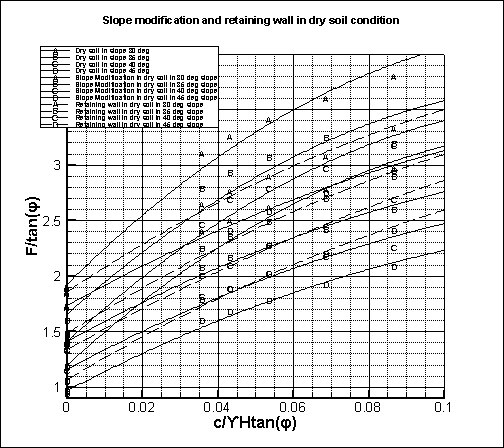 Slope modification and retaining wall in dry soil condition
A Dry soil in slope 30 deg
B Dry soil in slope 35 deg
C Dry soil in slope 40 deg
D Dry soil in slope 45 deg
A Slope Modification in dry soil in 30 deg slope
B Slope Modification in dry soil in 35 deg slope
C Slope Modification in dry soil in 40 deg slope
D Slope Modification in dry soil in 45 deg slope
A Retaining wall in dry soil in 30 deg slope
B Retaining wall in dry soil in 35 deg slope
C Retaining wall in dry soil in 40 deg slope
D Retaining wall in dry soil in 45 deg slope
F/tan(φ)
3
2.5
2
1.5
1
0
0.02
0.04
0.06
0.08
0.1
c/ϒHtan(φ)